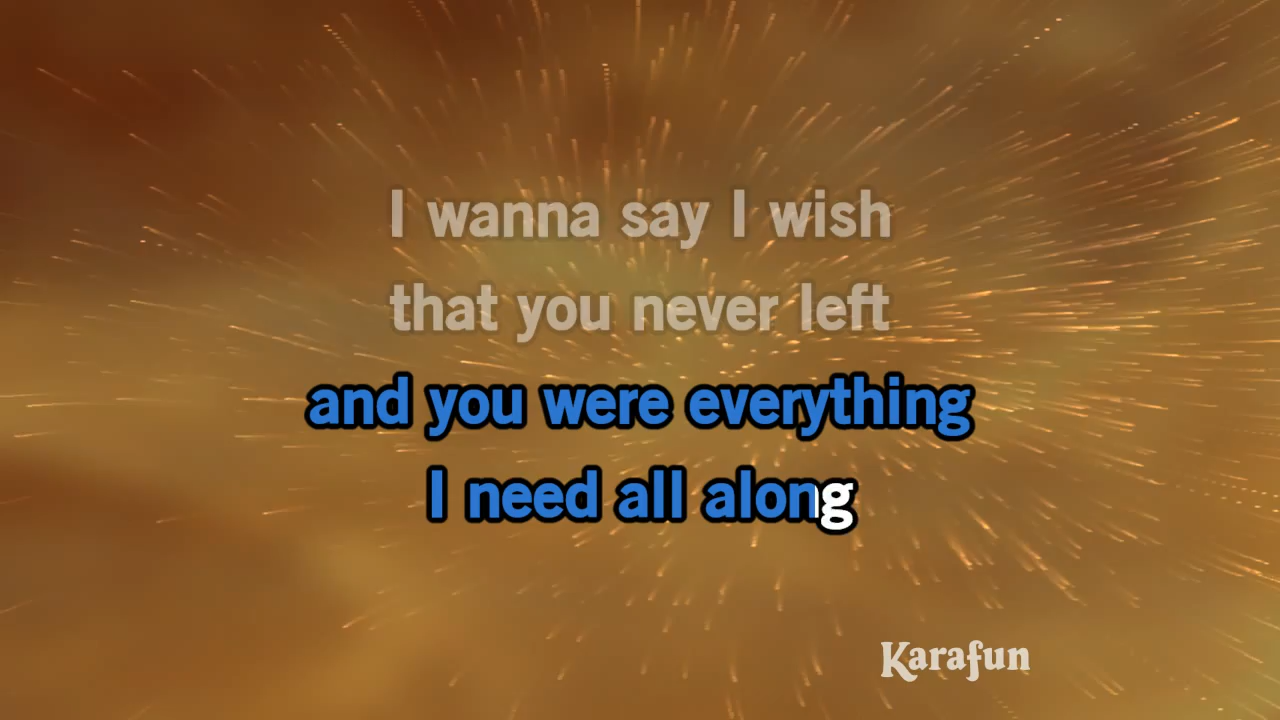 I wanna say I wish
that you never left
and you were everything
I need all along
Karafun